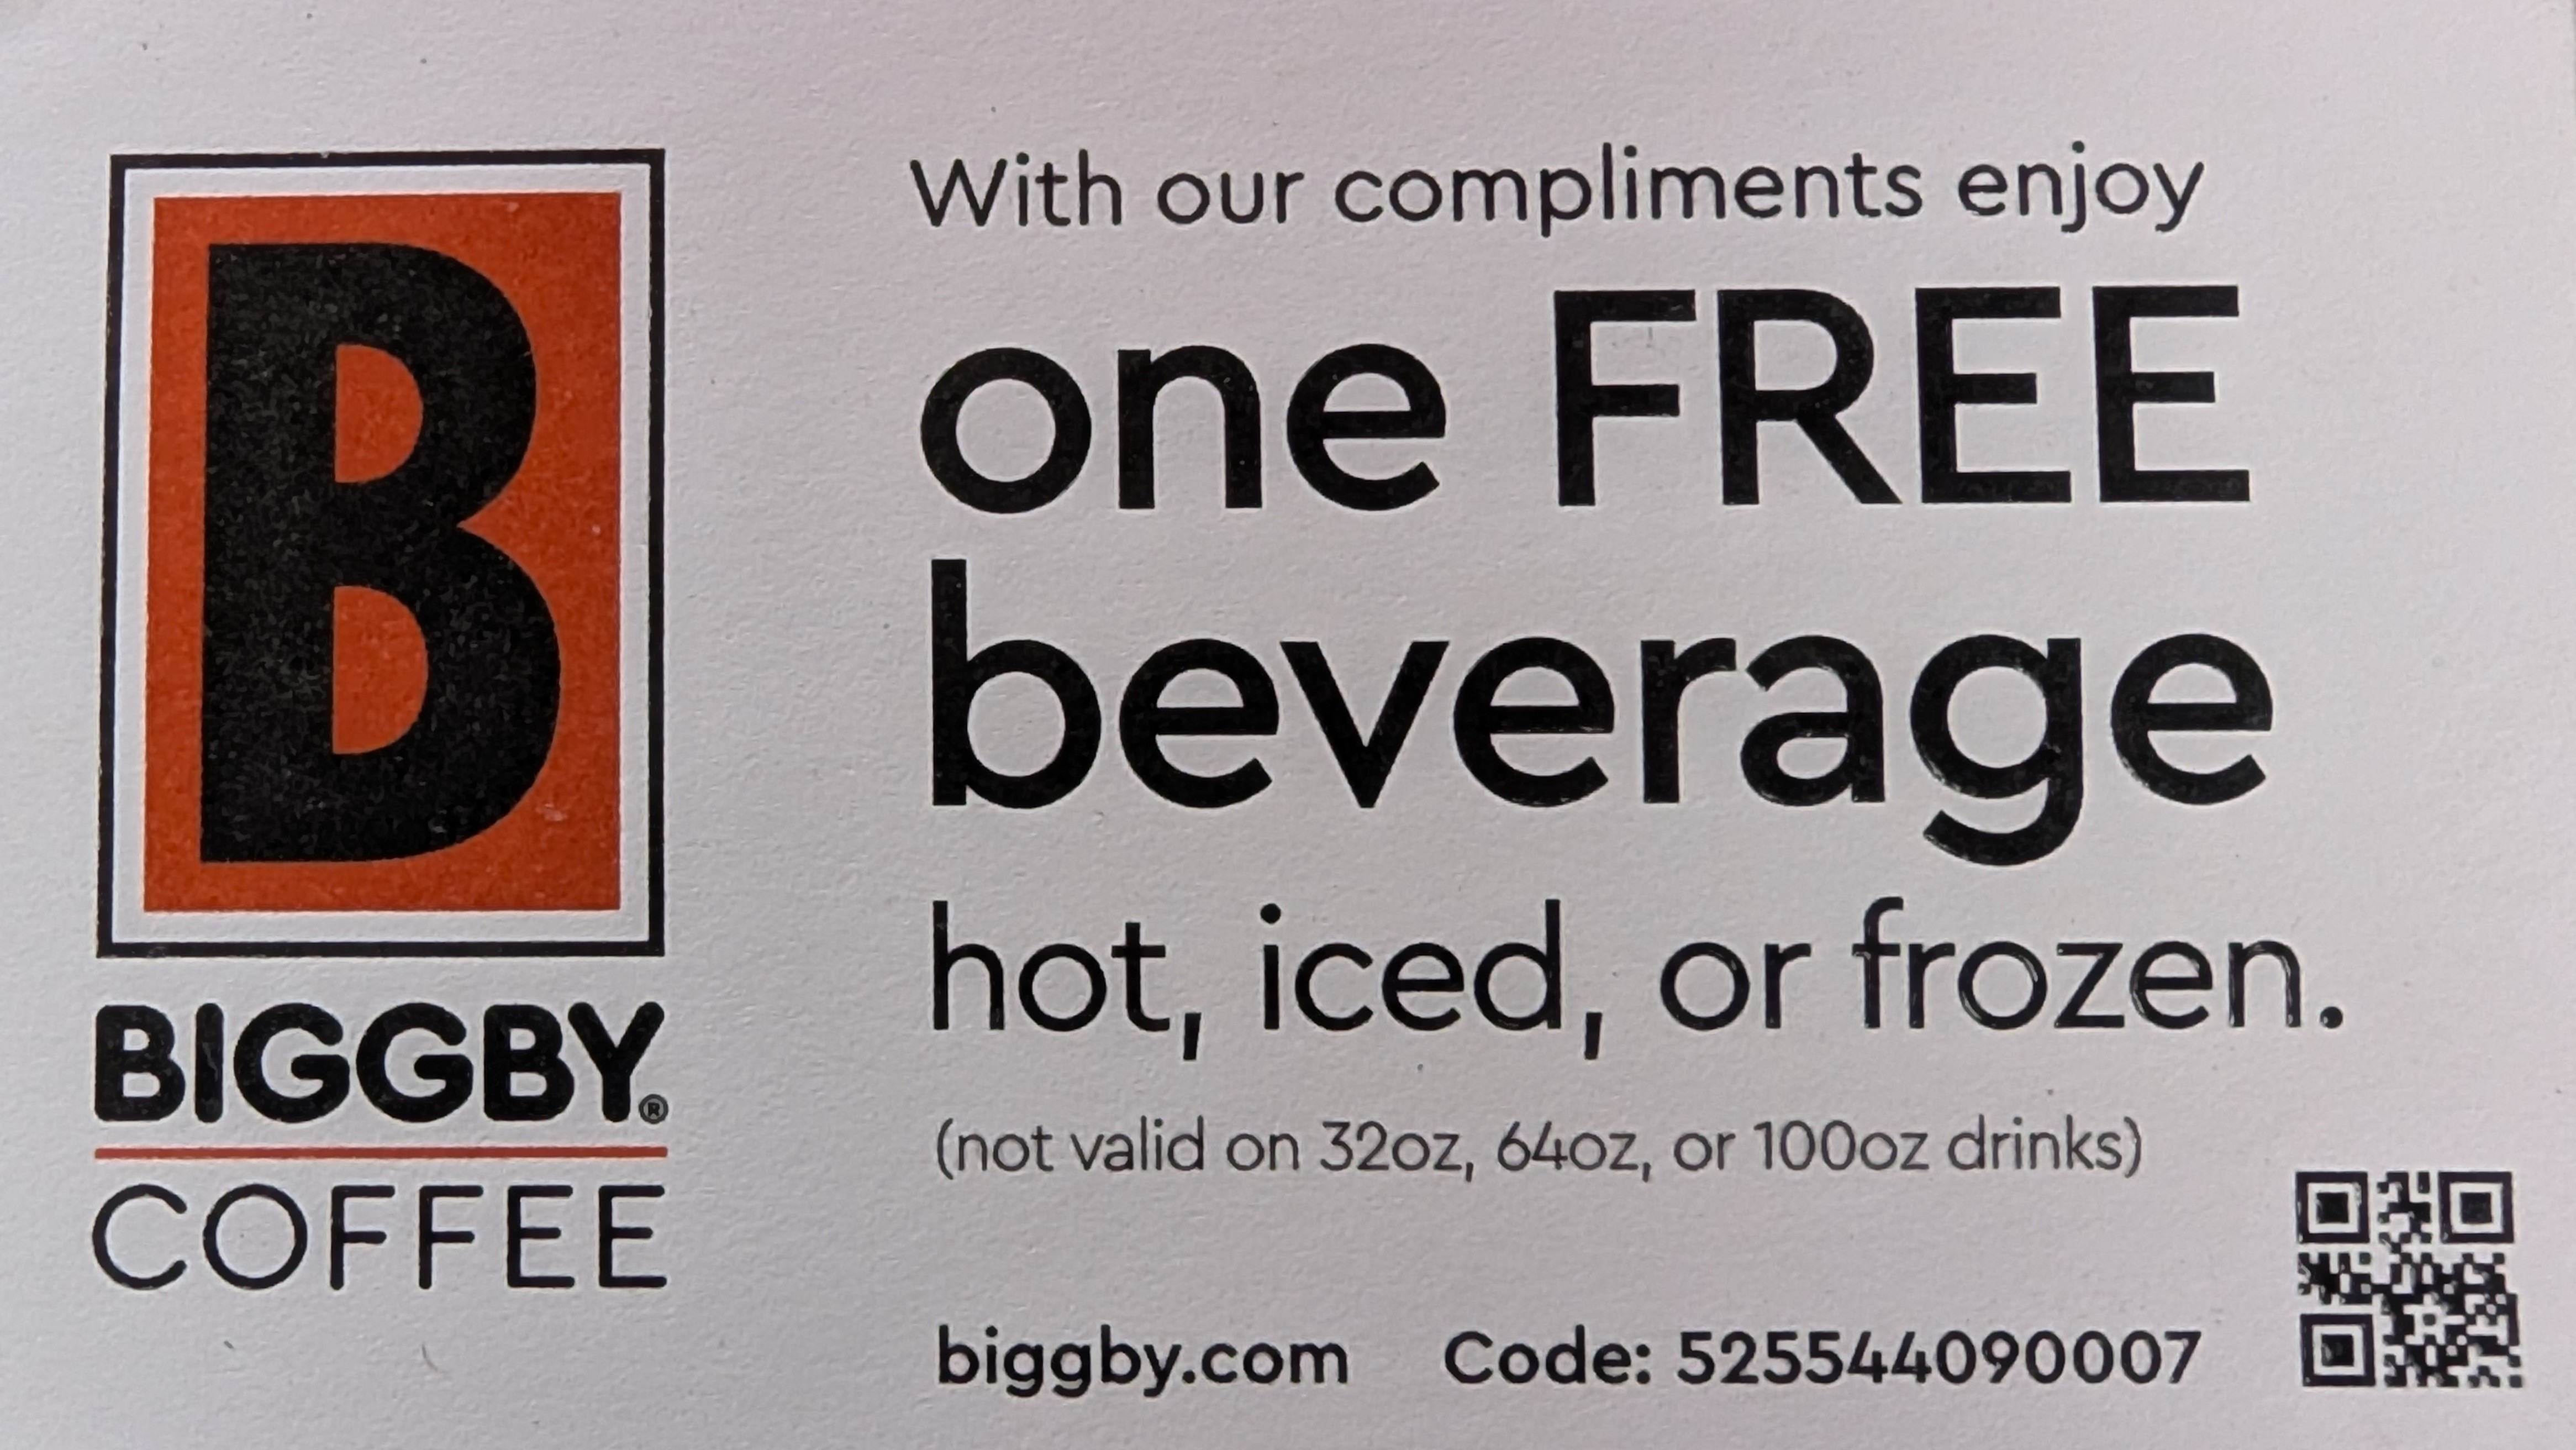 B
BIGGBY®
COFFEE
With our compliments enjoy
one FREE
beverage
hot, iced, or frozen.
(not valid on 32oz, 64oz, or 100oz drinks)
biggby.com Code: 525544090007